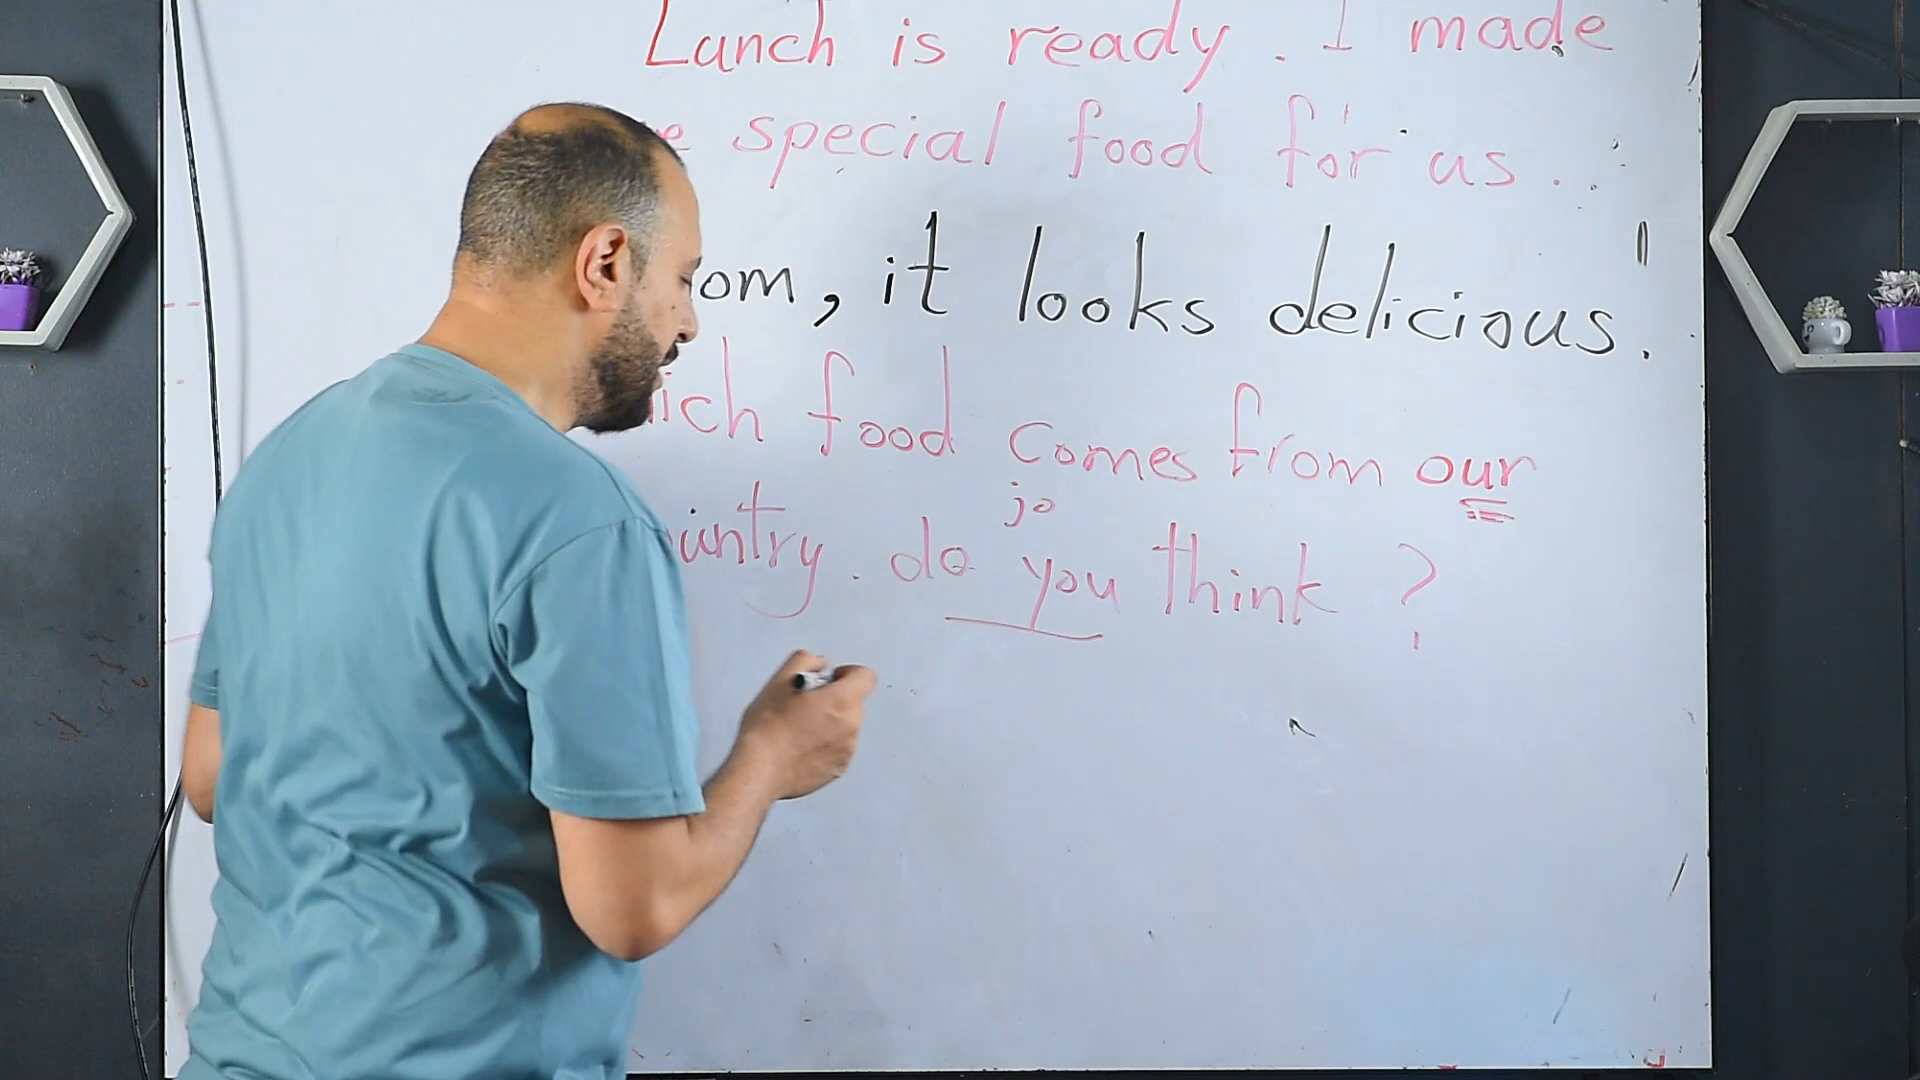 Lunch is ready. I made
special food for us.
om, it looks delicious.
ich food comes from our
jo
untry. do you think ?